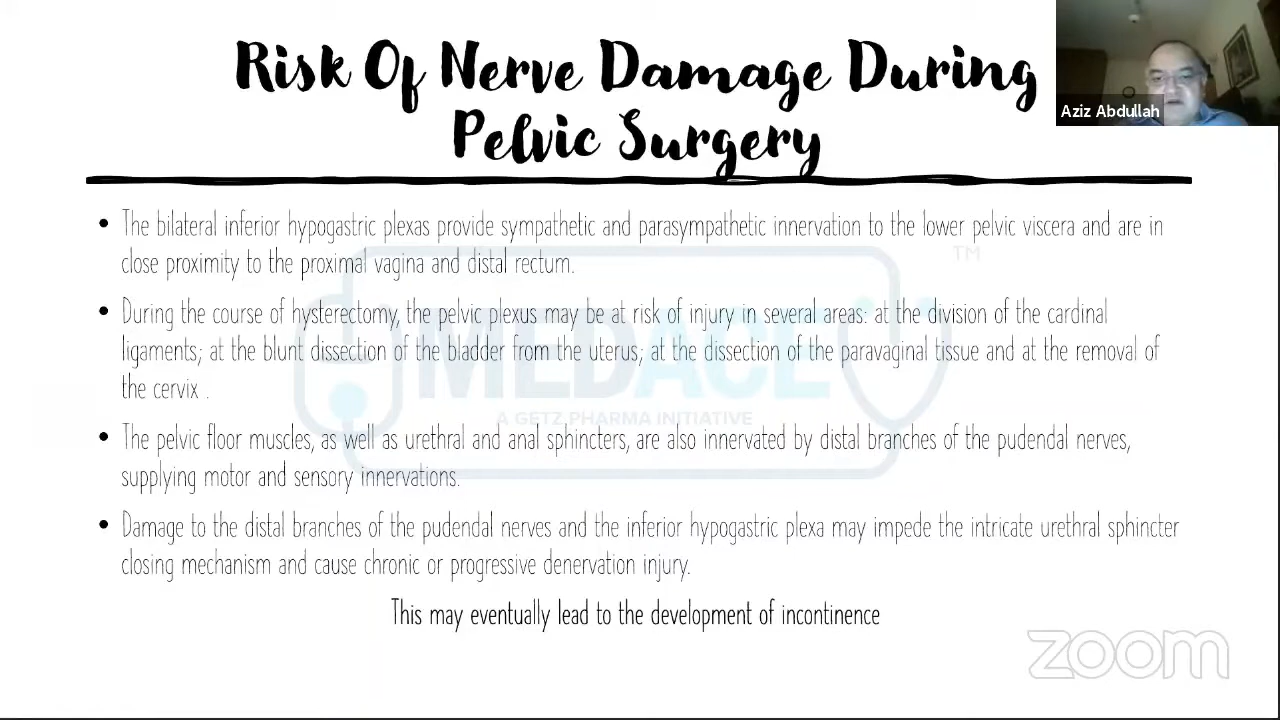 Risk Of Nerve Damage During
Pelvic Surgery
Aziz Abdullah
• The bilateral inferior hypogastric plexas provide sympathetic and parasympathetic innervation to the lower pelvic viscera and are in
close proximity to the proximal vagina and distal rectum.
• During the course of hysterectomy, the pelvic plexus may be at risk of injury in several areas: at the division of the cardinal
ligaments; at the blunt dissection of the bladder from the uterus; at the dissection of the paravaginal tissue and at the removal of
the cervix .
• The pelvic floor muscles, as well as urethral and anal sphincters, are also innervated by distal branches of the pudendal nerves,
supplying motor and sensory innervations.
• Damage to the distal branches of the pudendal nerves and the inferior hypogastric plexa may impede the intricate urethral sphincter
closing mechanism and cause chronic or progressive denervation injury.
This may eventually lead to the development of incontinence
MEDACE
TM
A GETZ PHARMA INITIATIVE
zoom